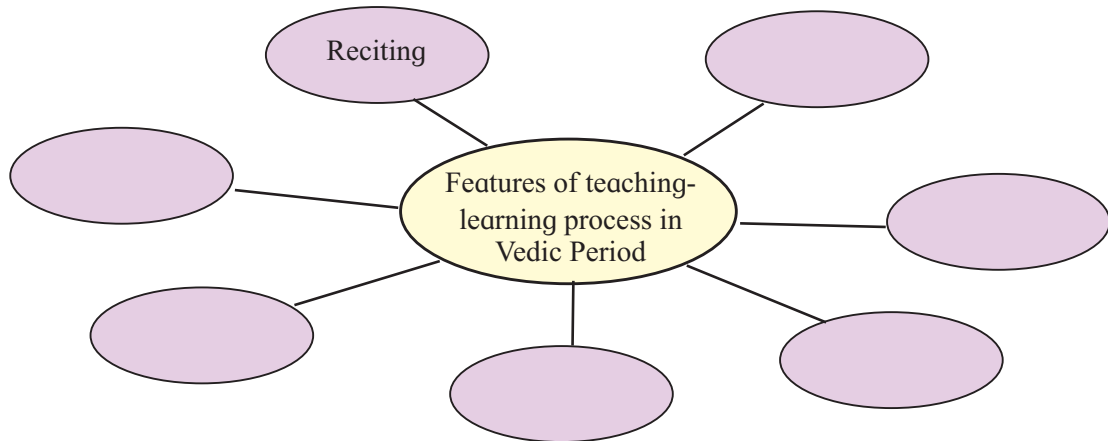 Reciting
Features of teaching-
learning process in
Vedic Period